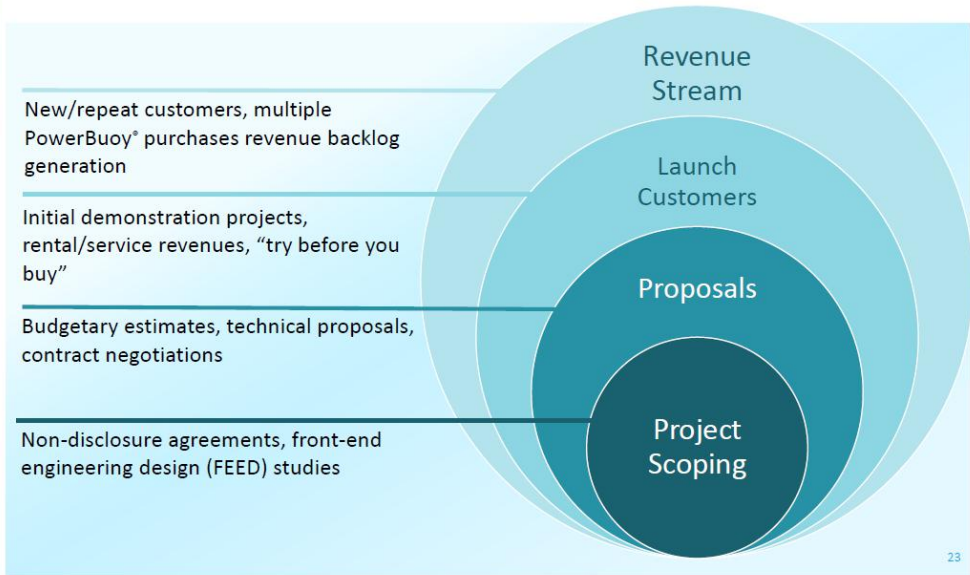 Revenue
Stream
New/repeat customers, multiple
PowerBuoy® purchases revenue backlog
generation
Launch
Customers
Initial demonstration projects,
rental/service revenues, “try before you
buy”
Proposals
Budgetary estimates, technical proposals,
contract negotiations
Project
Scoping
Non-disclosure agreements, front-end
engineering design (FEED) studies
23